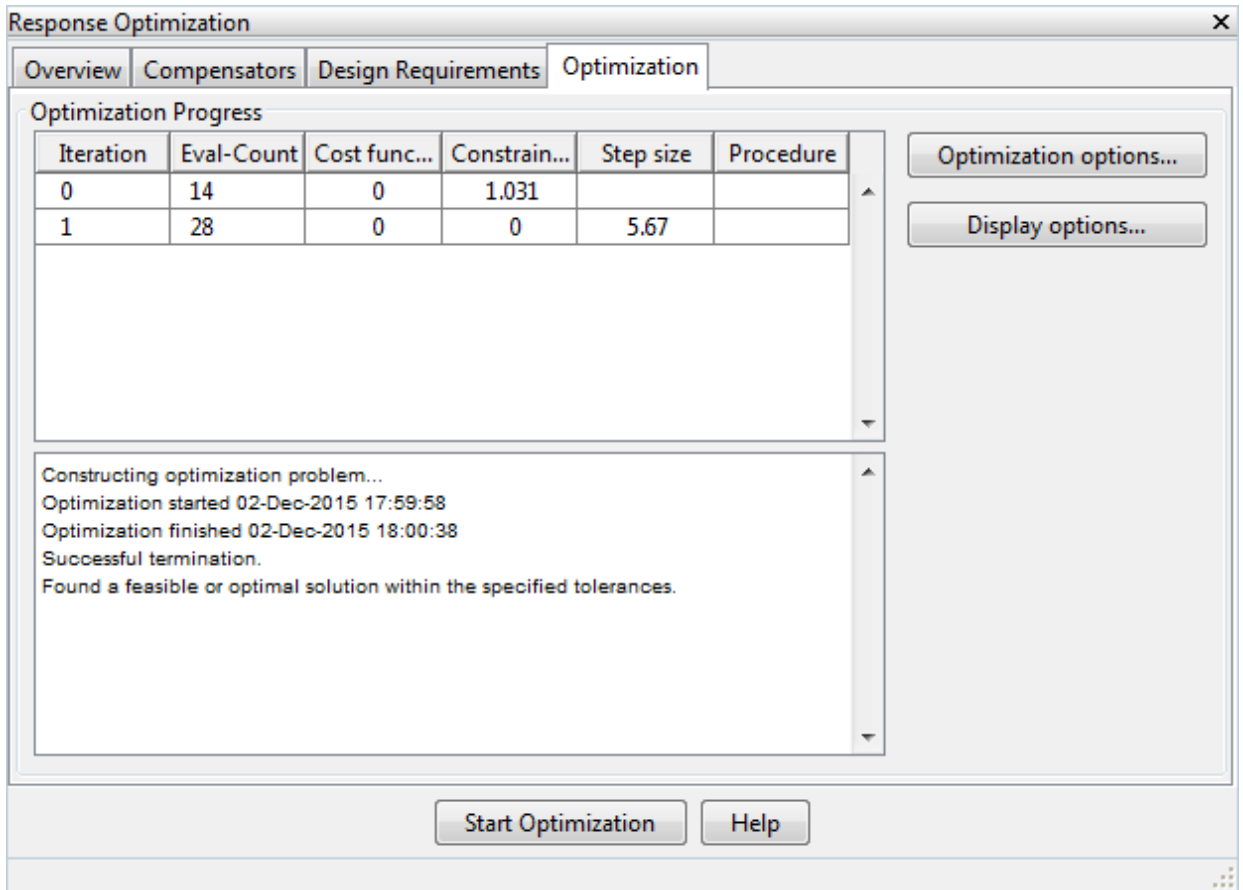 Response Optimization
Overview Compensators Design Requirements Optimization
Optimization Progress
Iteration Eval-Count Cost func... Constrain... Step size Procedure
0 14 0 1.031
1 28 0 0 5.67
Optimization options...
Display options...
Constructing optimization problem...
Optimization started 02-Dec-2015 17:59:58
Optimization finished 02-Dec-2015 18:00:38
Successful termination.
Found a feasible or optimal solution within the specified tolerances.
Start Optimization Help